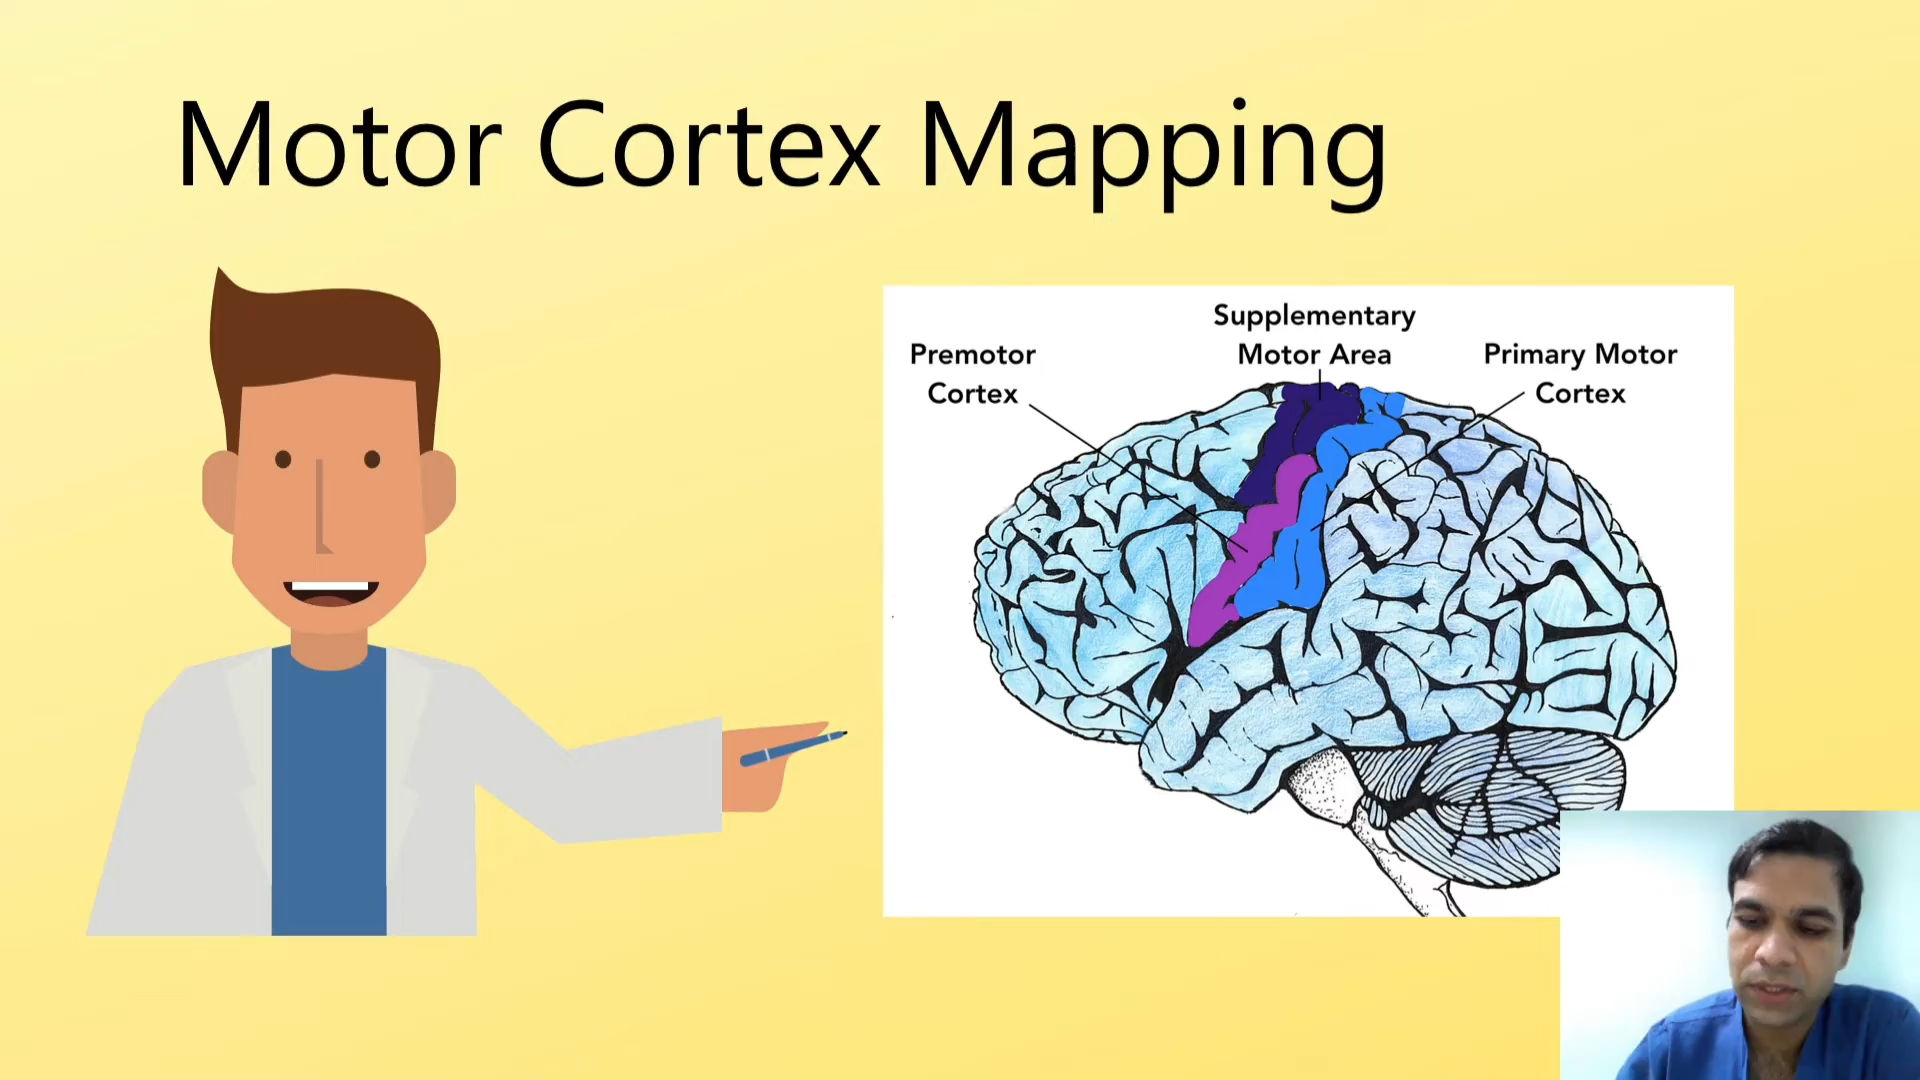 Motor Cortex Mapping
Supplementary
Motor Area
Premotor
Cortex
Primary Motor
Cortex